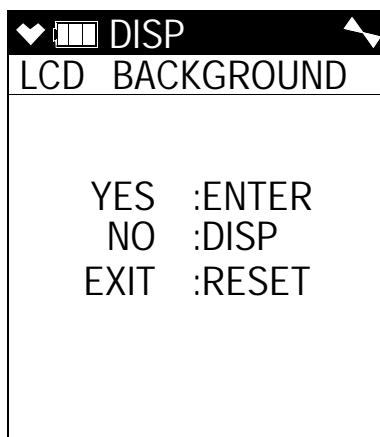 DISP
LCD BACKGROUND
YES :ENTER
NO :DISP
EXIT :RESET